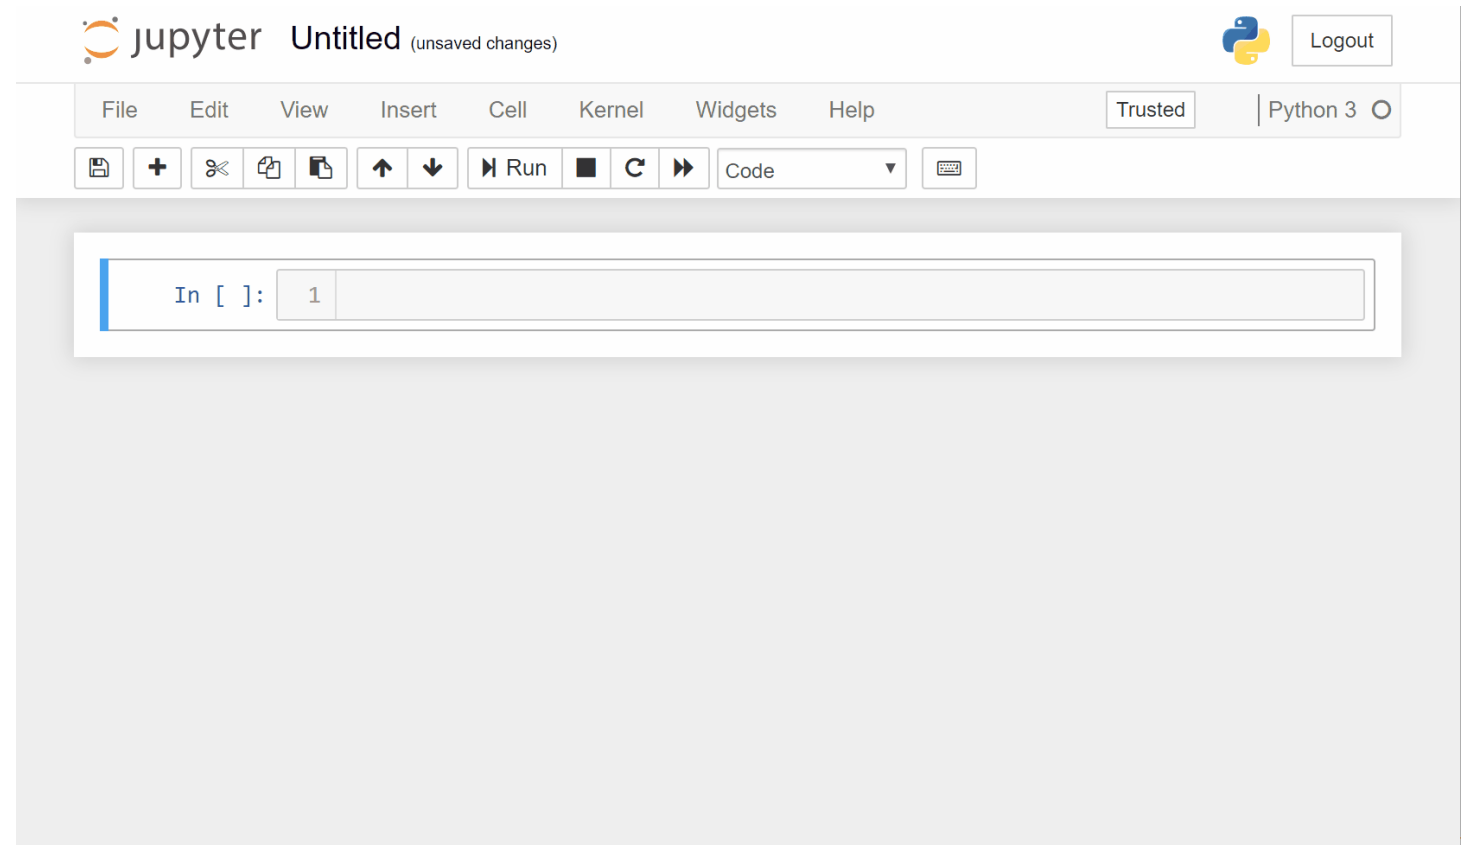 jupyter Untitled (unsaved changes) Logout
File Edit View Insert Cell Kernel Widgets Help Trusted Python 3
Run Code
In [ ]: 1